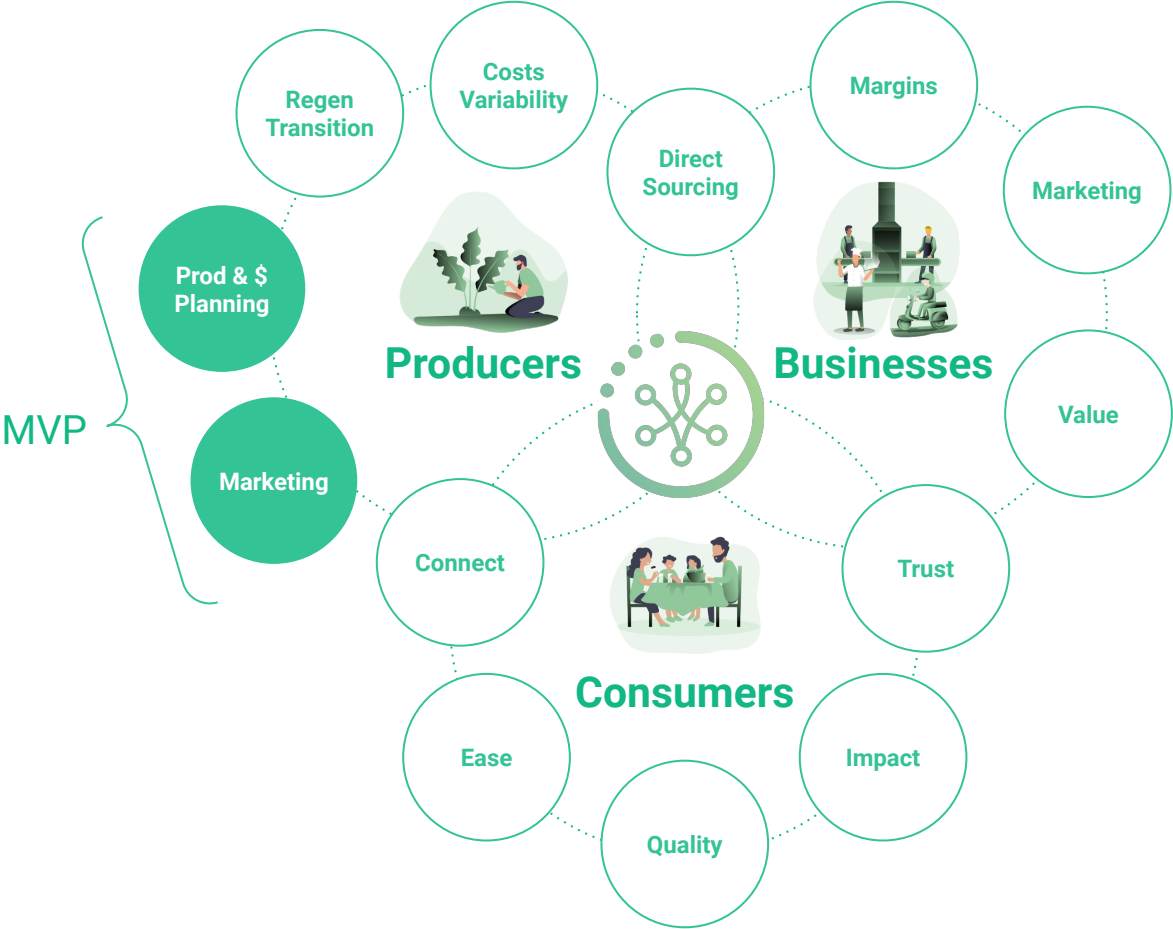 Costs
Variability
Margins
Regen
Transition
Direct
Sourcing
Marketing
Prod & $
Planning
Producers
Businesses
MVP
Value
Marketing
Connect
Trust
Consumers
Ease
Impact
Quality